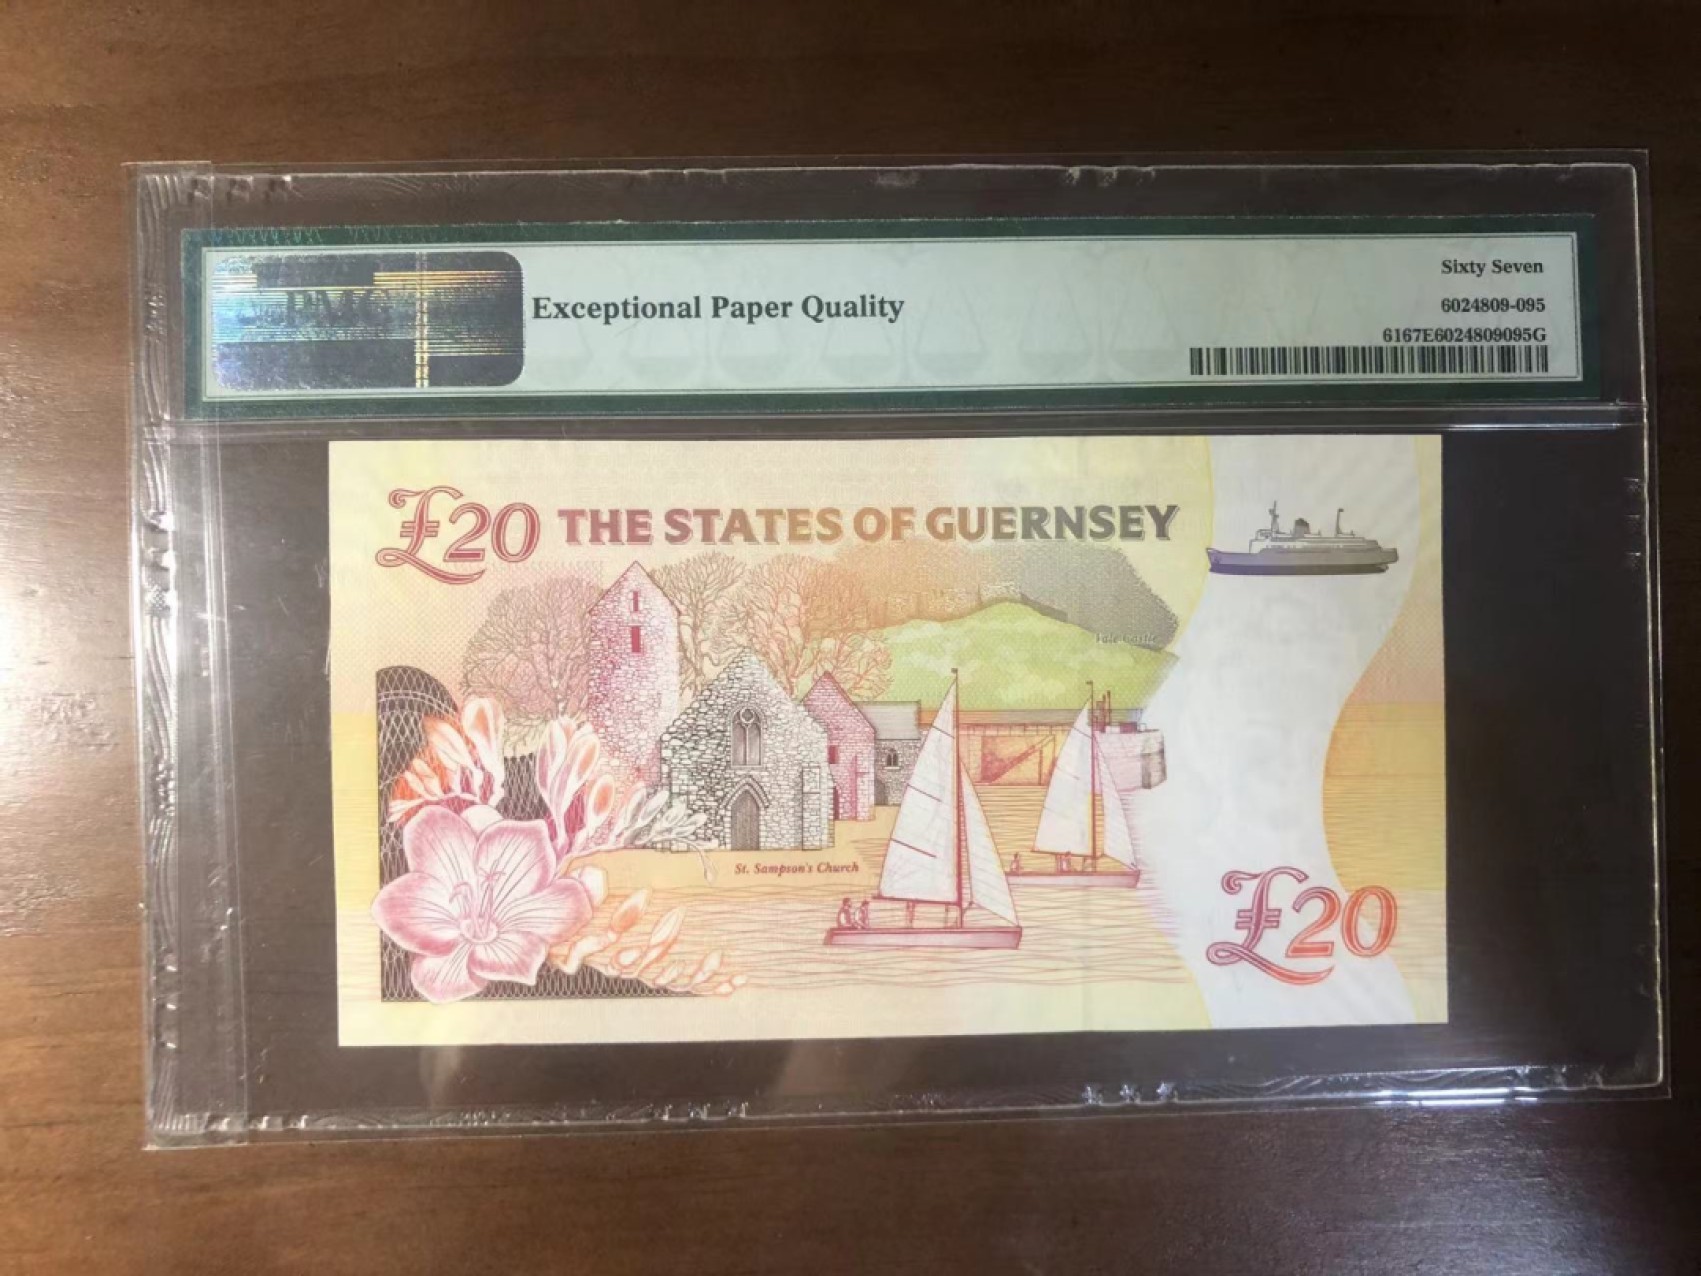 PMG
Exceptional Paper Quality
Sixty Seven
6024809-095
6167E6024809095G
£20 THE STATES OF GUERNSEY
Vale Castle
St. Sampson's Church
£20